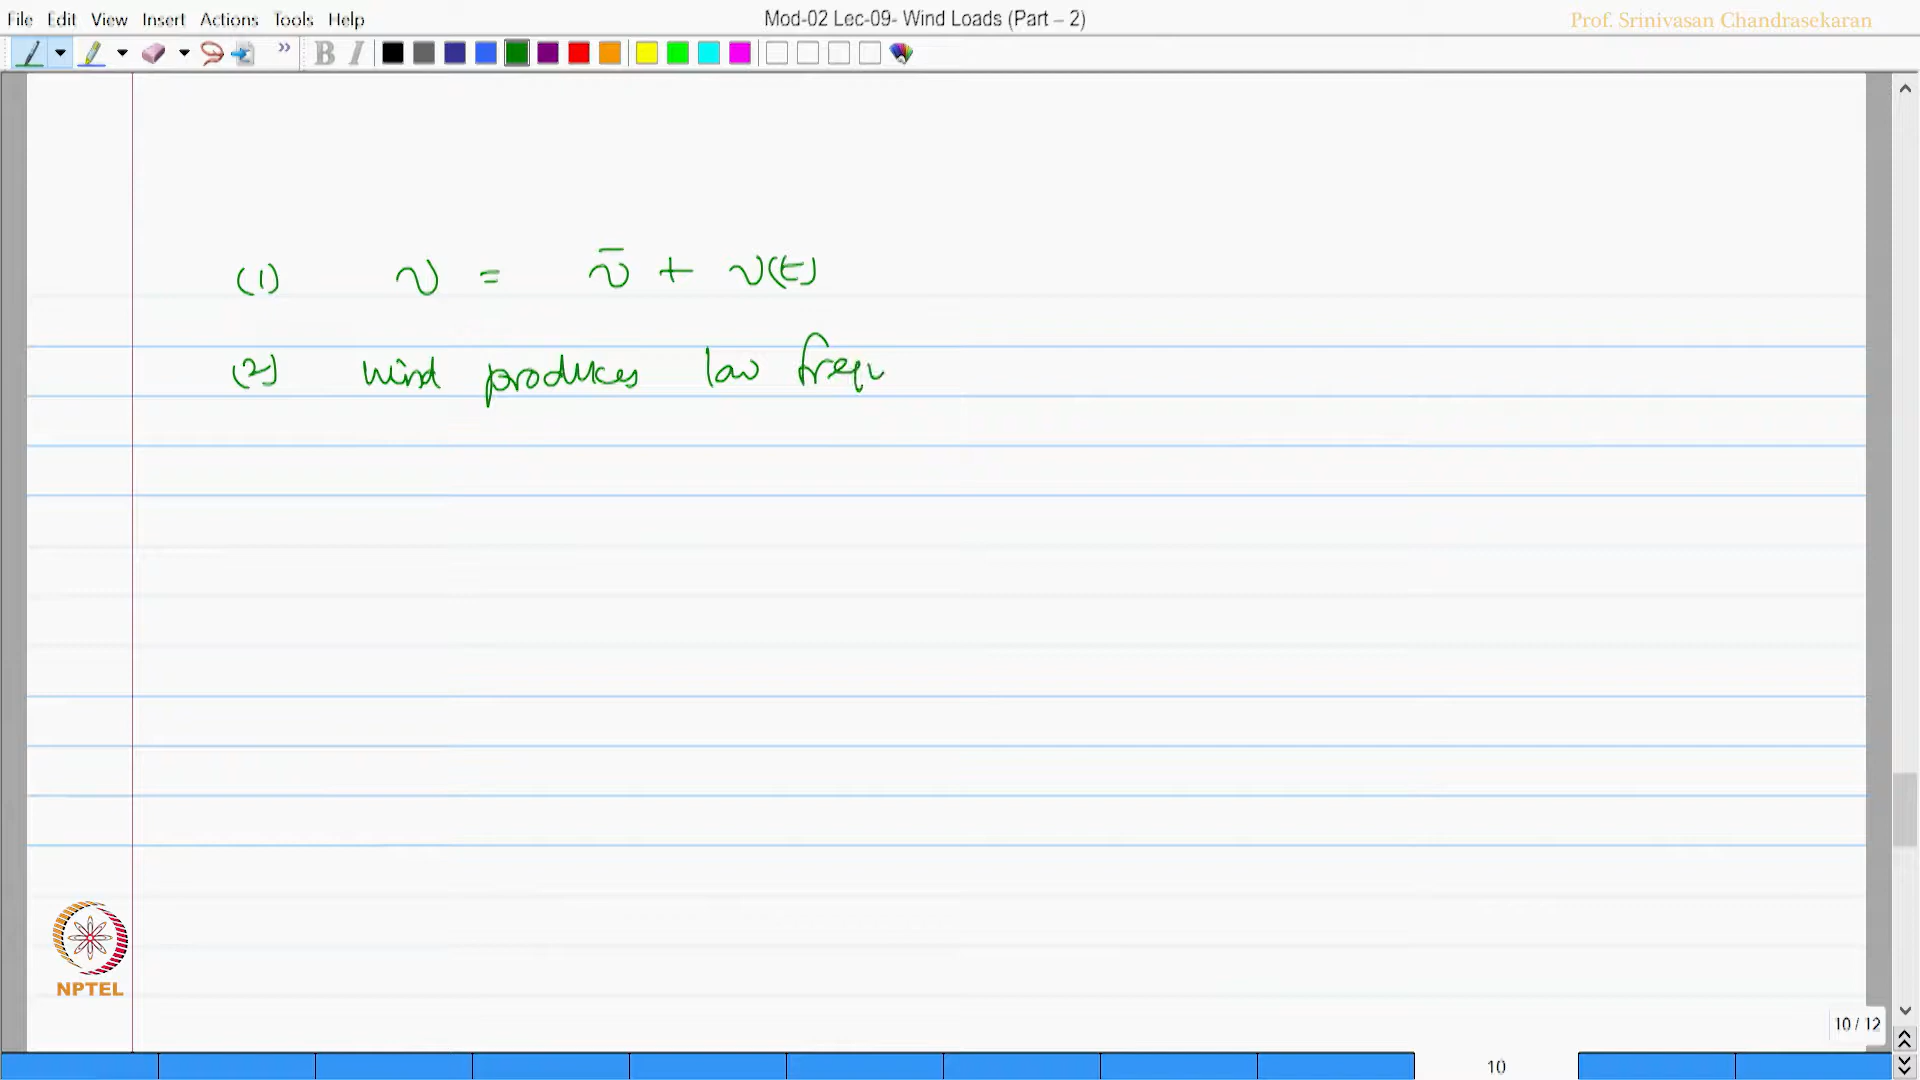 File Edit View Insert Actions Tools Help
Mod-02 Lec-09- Wind Loads (Part – 2)
Prof. Srinivasan Chandrasekaran
B I
(1) v = v̄ + v(t)
(2) wind produces low frequ
NPTEL
10 / 12
10